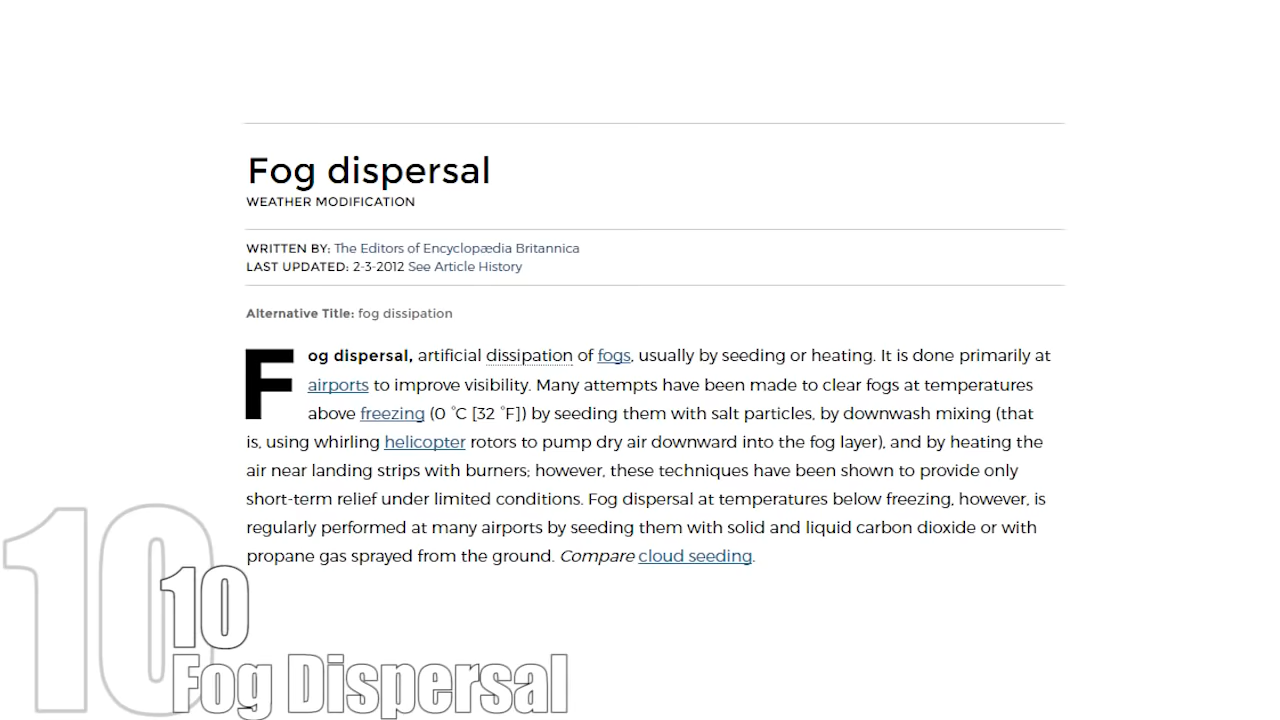 Fog dispersal
WEATHER MODIFICATION
WRITTEN BY: The Editors of Encyclopædia Britannica
LAST UPDATED: 2-3-2012 See Article History
Alternative Title: fog dissipation
Fog dispersal, artificial dissipation of fogs, usually by seeding or heating. It is done primarily at
airports to improve visibility. Many attempts have been made to clear fogs at temperatures
above freezing (0 °C [32 °F]) by seeding them with salt particles, by downwash mixing (that
is, using whirling helicopter rotors to pump dry air downward into the fog layer), and by heating the
air near landing strips with burners; however, these techniques have been shown to provide only
short-term relief under limited conditions. Fog dispersal at temperatures below freezing, however, is
regularly performed at many airports by seeding them with solid and liquid carbon dioxide or with
propane gas sprayed from the ground. Compare cloud seeding.
10
10
Fog Dispersal